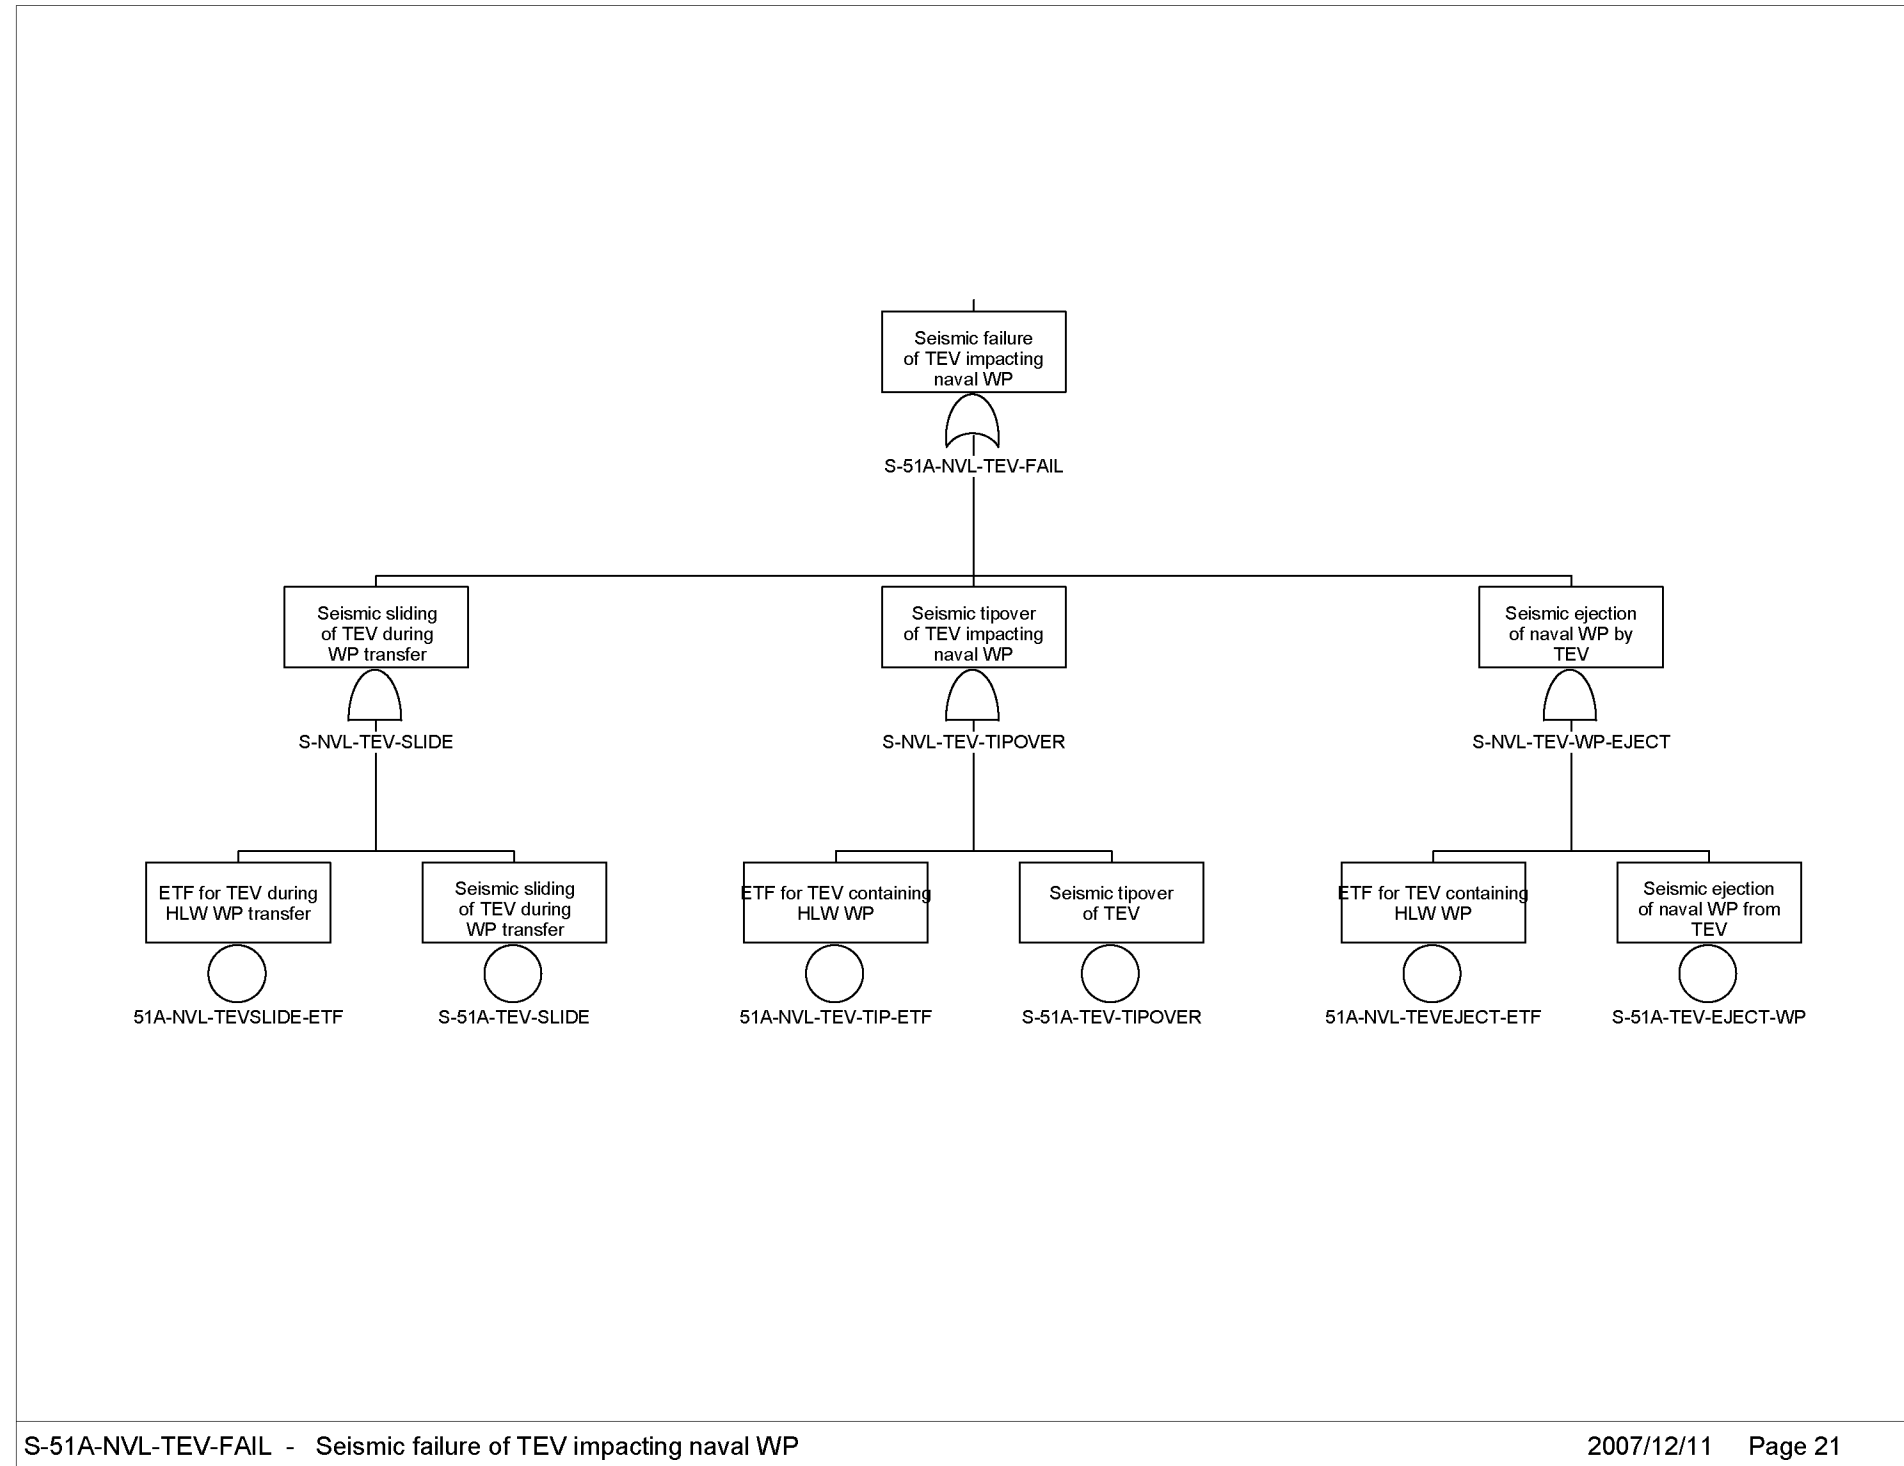 Seismic failure
of TEV impacting
naval WP
S-51A-NVL-TEV-FAIL
Seismic sliding
of TEV during
WP transfer
S-NVL-TEV-SLIDE
Seismic tipover
of TEV impacting
naval WP
S-NVL-TEV-TIPOVER
Seismic ejection
of naval WP by
TEV
S-NVL-TEV-WP-EJECT
ETF for TEV during
HLW WP transfer
51A-NVL-TEVSLIDE-ETF
Seismic sliding
of TEV during
WP transfer
S-51A-TEV-SLIDE
ETF for TEV containing
HLW WP
51A-NVL-TEV-TIP-ETF
Seismic tipover
of TEV
S-51A-TEV-TIPOVER
ETF for TEV containing
HLW WP
51A-NVL-TEVEJECT-ETF
Seismic ejection
of naval WP from
TEV
S-51A-TEV-EJECT-WP
S-51A-NVL-TEV-FAIL - Seismic failure of TEV impacting naval WP
2007/12/11 Page 21